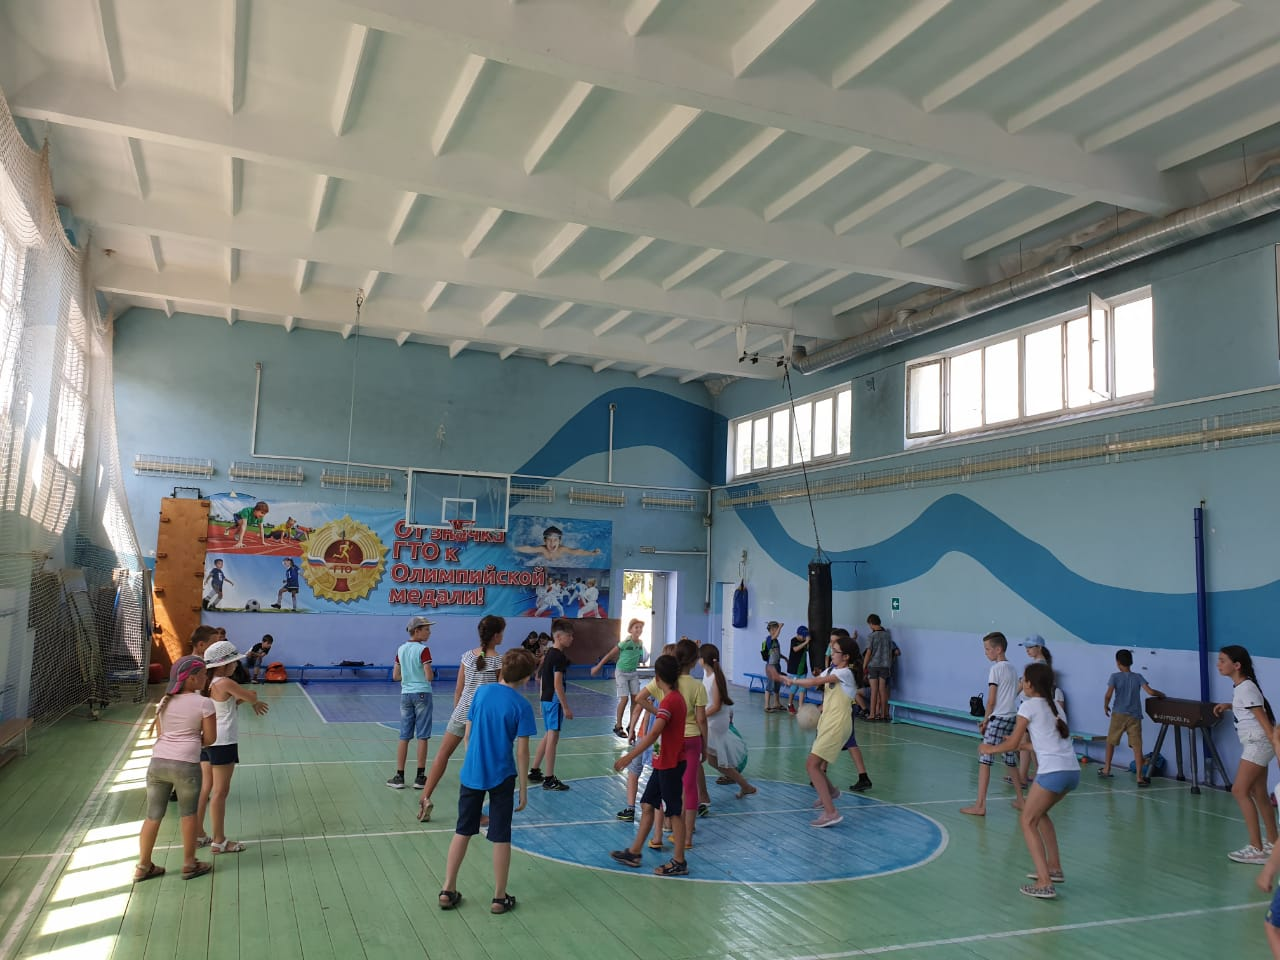 ГТО
От значка
ГТО к
Олимпийской
медали!